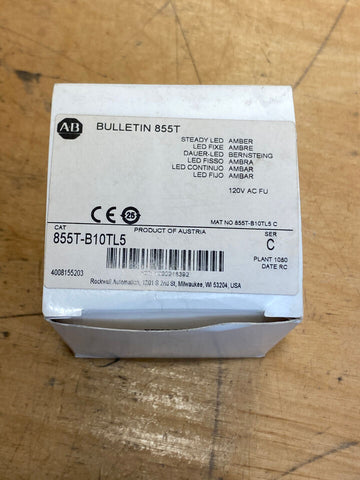 AB
BULLETIN 855T
STEADY LED AMBER
LED FIXE AMBRE
DAUER-LED BERNSTEING
LED FISSO AMBRA
LED CONTINUO AMBAR
LED FIJO AMBAR
120V AC FU
CE 25
MAT NO 855T-B10TL5 C
CAT PRODUCT OF AUSTRIA SER
855T-B10TL5 C
PLANT 1080
4008155203 DATE RC
Rockwell Automation, 1201 S 2nd St, Milwaukee, WI 53204, USA